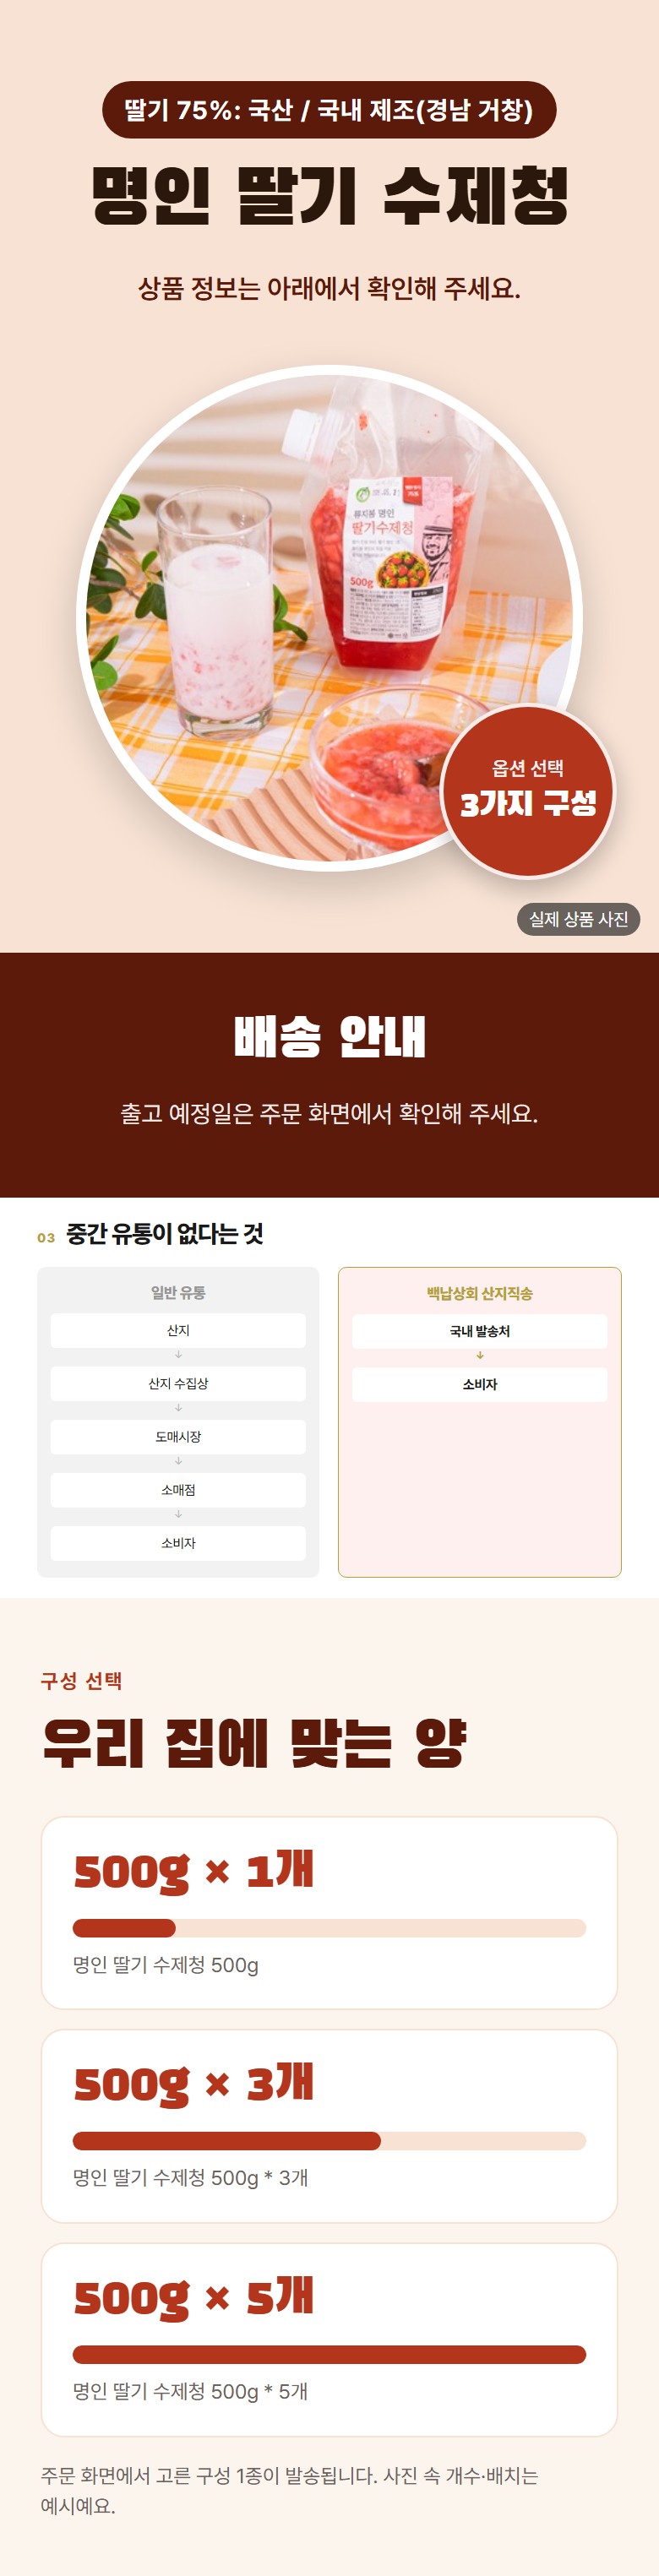 딸기 75%: 국산 / 국내 제조(경남 거창)
명인 딸기 수제청
상품 정보는 아래에서 확인해 주세요.
류지봉 명인
딸기수제청
500g
옵션 선택
3가지 구성
실제 상품 사진
배송 안내
출고 예정일은 주문 화면에서 확인해 주세요.
03 중간 유통이 없다는 것
일반 유통
산지
↓
산지 수집상
↓
도매시장
↓
소매점
↓
소비자
백남상회 산지직송
국내 발송처
↓
소비자
구성 선택
우리 집에 맞는 양
500g × 1개
명인 딸기 수제청 500g
500g × 3개
명인 딸기 수제청 500g * 3개
500g × 5개
명인 딸기 수제청 500g * 5개
주문 화면에서 고른 구성 1종이 발송됩니다. 사진 속 개수·배치는
예시예요.